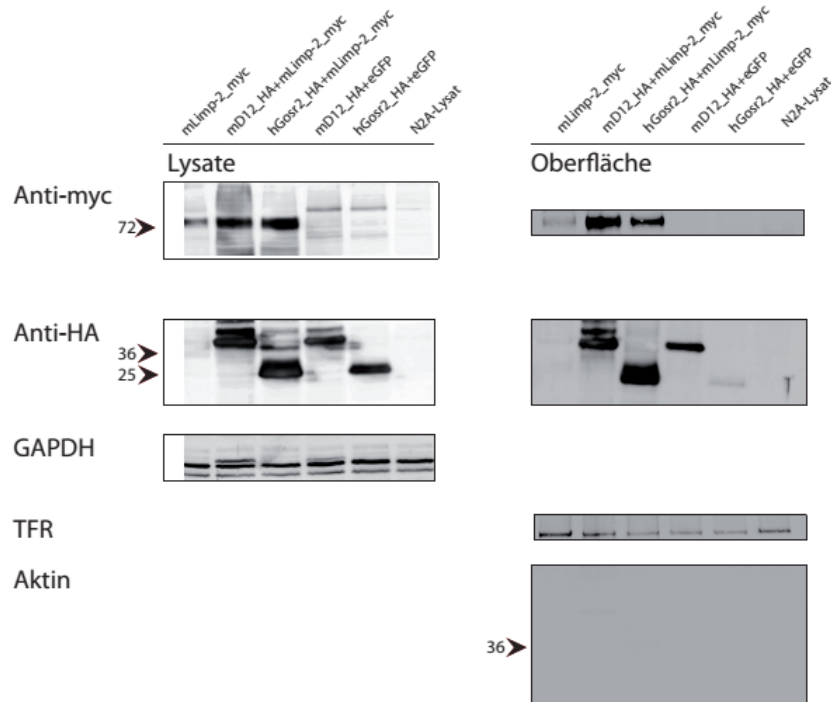 mLimp-2_myc
mD12_HA+mLimp-2_myc
hGosr2_HA+mLimp-2_myc
mD12_HA+eGFP
hGosr2_HA+eGFP
N2A-Lysat
mLimp-2_myc
mD12_HA+mLimp-2_myc
hGosr2_HA+mLimp-2_myc
mD12_HA+eGFP
hGosr2_HA+eGFP
N2A-Lysat
Lysate
Oberfläche
Anti-myc
72
Anti-HA
36
25
GAPDH
TFR
Aktin
36